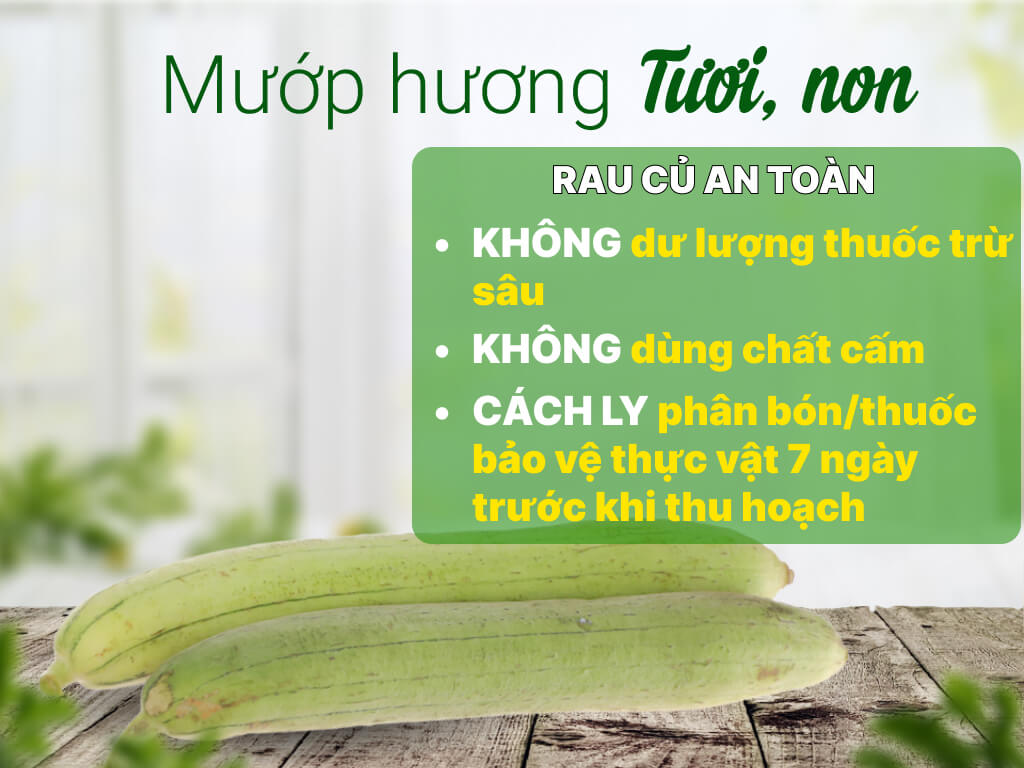 Mướp hương Tươi, non
RAU CỦ AN TOÀN
• KHÔNG dư lượng thuốc trừ
sâu
• KHÔNG dùng chất cấm
• CÁCH LY phân bón/thuốc
bảo vệ thực vật 7 ngày
trước khi thu hoạch